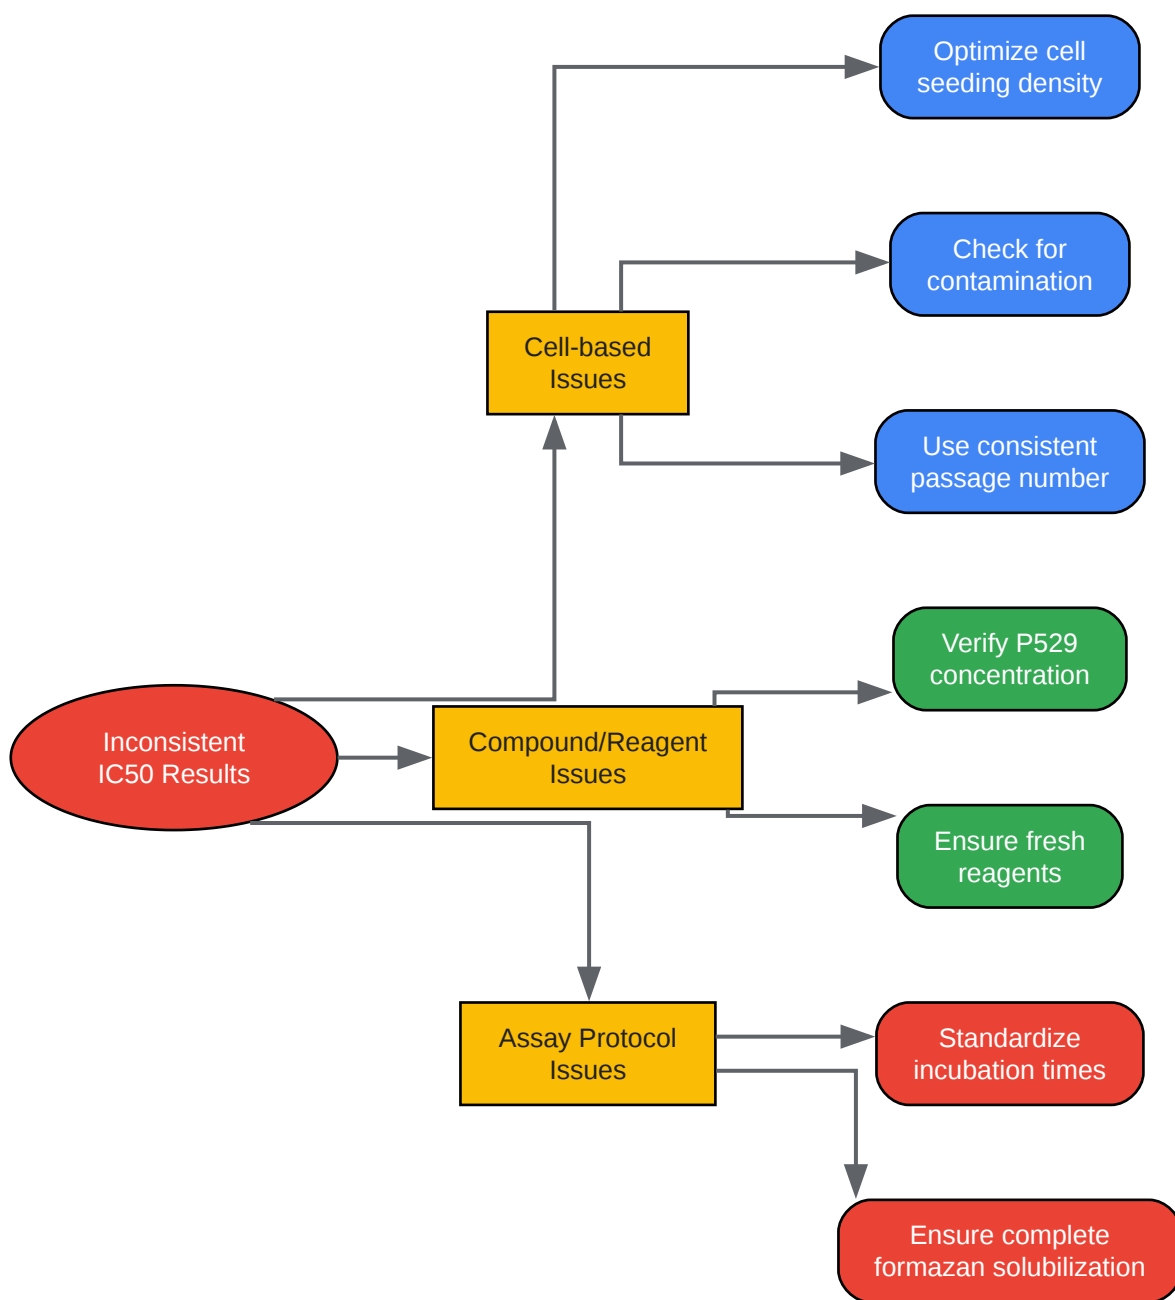 Optimize cell
seeding density
Check for
contamination
Cell-based
Issues
Use consistent
passage number
Verify P529
concentration
Inconsistent
IC50 Results
Compound/Reagent
Issues
Ensure fresh
reagents
Assay Protocol
Issues
Standardize
incubation times
Ensure complete
formazan solubilization